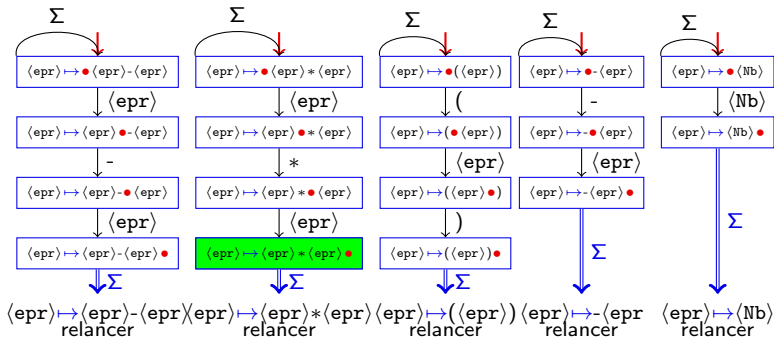 Σ Σ Σ Σ Σ
⟨epr⟩↦●⟨epr⟩-⟨epr⟩ ⟨epr⟩↦●⟨epr⟩*⟨epr⟩ ⟨epr⟩↦●(⟨epr⟩) ⟨epr⟩↦●-⟨epr⟩ ⟨epr⟩↦●⟨Nb⟩
⟨epr⟩ ⟨epr⟩ ( - ⟨Nb⟩
⟨epr⟩↦⟨epr⟩●-⟨epr⟩ ⟨epr⟩↦⟨epr⟩●*⟨epr⟩ ⟨epr⟩↦(●⟨epr⟩) ⟨epr⟩↦-●⟨epr⟩ ⟨epr⟩↦⟨Nb⟩●
- * ⟨epr⟩ ⟨epr⟩
⟨epr⟩↦⟨epr⟩-●⟨epr⟩ ⟨epr⟩↦⟨epr⟩*●⟨epr⟩ ⟨epr⟩↦(⟨epr⟩●) ⟨epr⟩↦-⟨epr⟩●
⟨epr⟩ ⟨epr⟩ ) Σ Σ
⟨epr⟩↦⟨epr⟩-⟨epr⟩● ⟨epr⟩↦⟨epr⟩*⟨epr⟩● ⟨epr⟩↦(⟨epr⟩)●
Σ Σ Σ
⟨epr⟩↦⟨epr⟩-⟨epr⟩ ⟨epr⟩↦⟨epr⟩*⟨epr⟩ ⟨epr⟩↦(⟨epr⟩) ⟨epr⟩↦-⟨epr ⟨epr⟩↦⟨Nb⟩
relancer relancer relancer relancer relancer